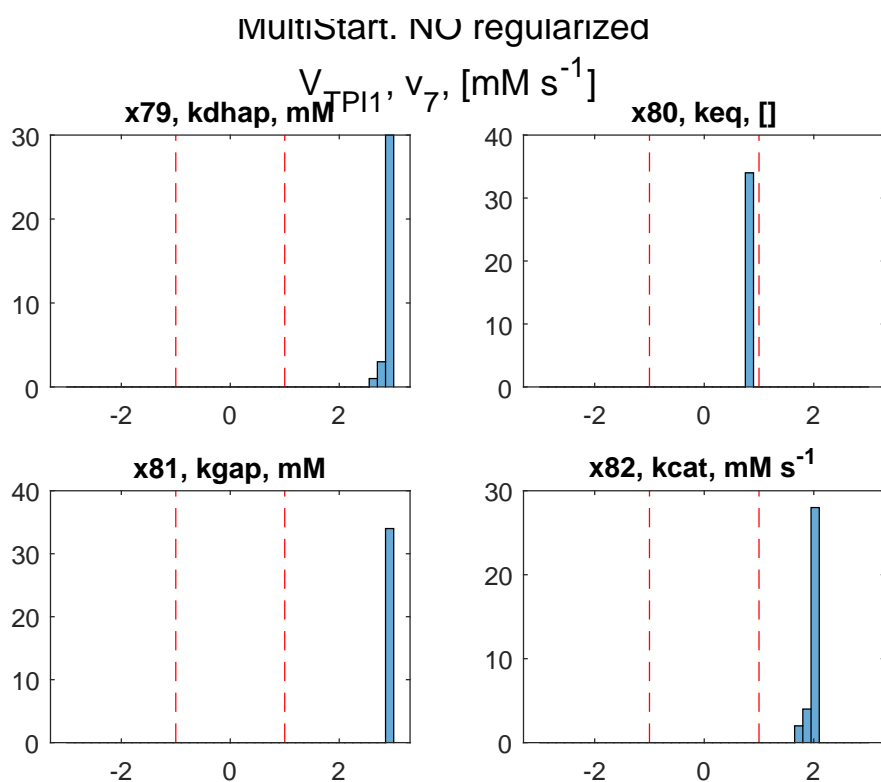 MultiStart. NO regularized
V_TPI1, v_7, [mM s^-1]
x79, kdhap, mM
30
20
10
0
-2 0 2
x80, keq, []
40
30
20
10
0
-2 0 2
x81, kgap, mM
40
30
20
10
0
-2 0 2
x82, kcat, mM s^-1
30
20
10
0
-2 0 2